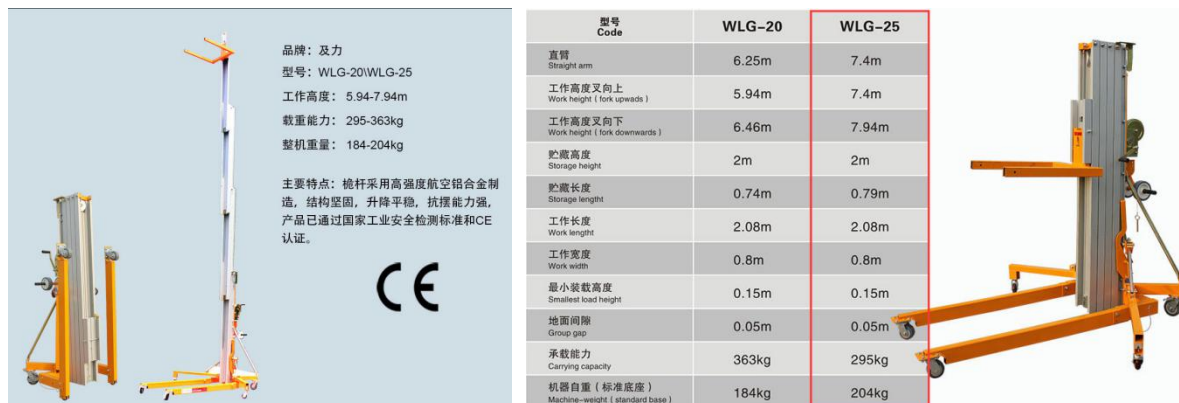 品牌：及力
型号：WLG-20\WLG-25
工作高度：5.94-7.94m
载重能力：295-363kg
整机重量：184-204kg
主要特点：桅杆采用高强度航空铝合金制
造，结构坚固，升降平稳，抗摆能力强，
产品已通过国家工业安全检测标准和CE
认证。
CE
型号 WLG-20 WLG-25
Code
直臂 6.25m 7.4m
Straight arm
工作高度叉向上 5.94m 7.4m
Work height ( fork upwads )
工作高度叉向下 6.46m 7.94m
Work height ( fork downwards )
贮藏高度 2m 2m
Storage height
贮藏长度 0.74m 0.79m
Storage lengtht
工作长度 2.08m 2.08m
Work lengtht
工作宽度 0.8m 0.8m
Work width
最小装载高度 0.15m 0.15m
Smallest load height
地面间隙 0.05m 0.05m
Group gap
承载能力 363kg 295kg
Carrying capacity
机器自重（标准底座） 184kg 204kg
Machine-weight ( standard base )